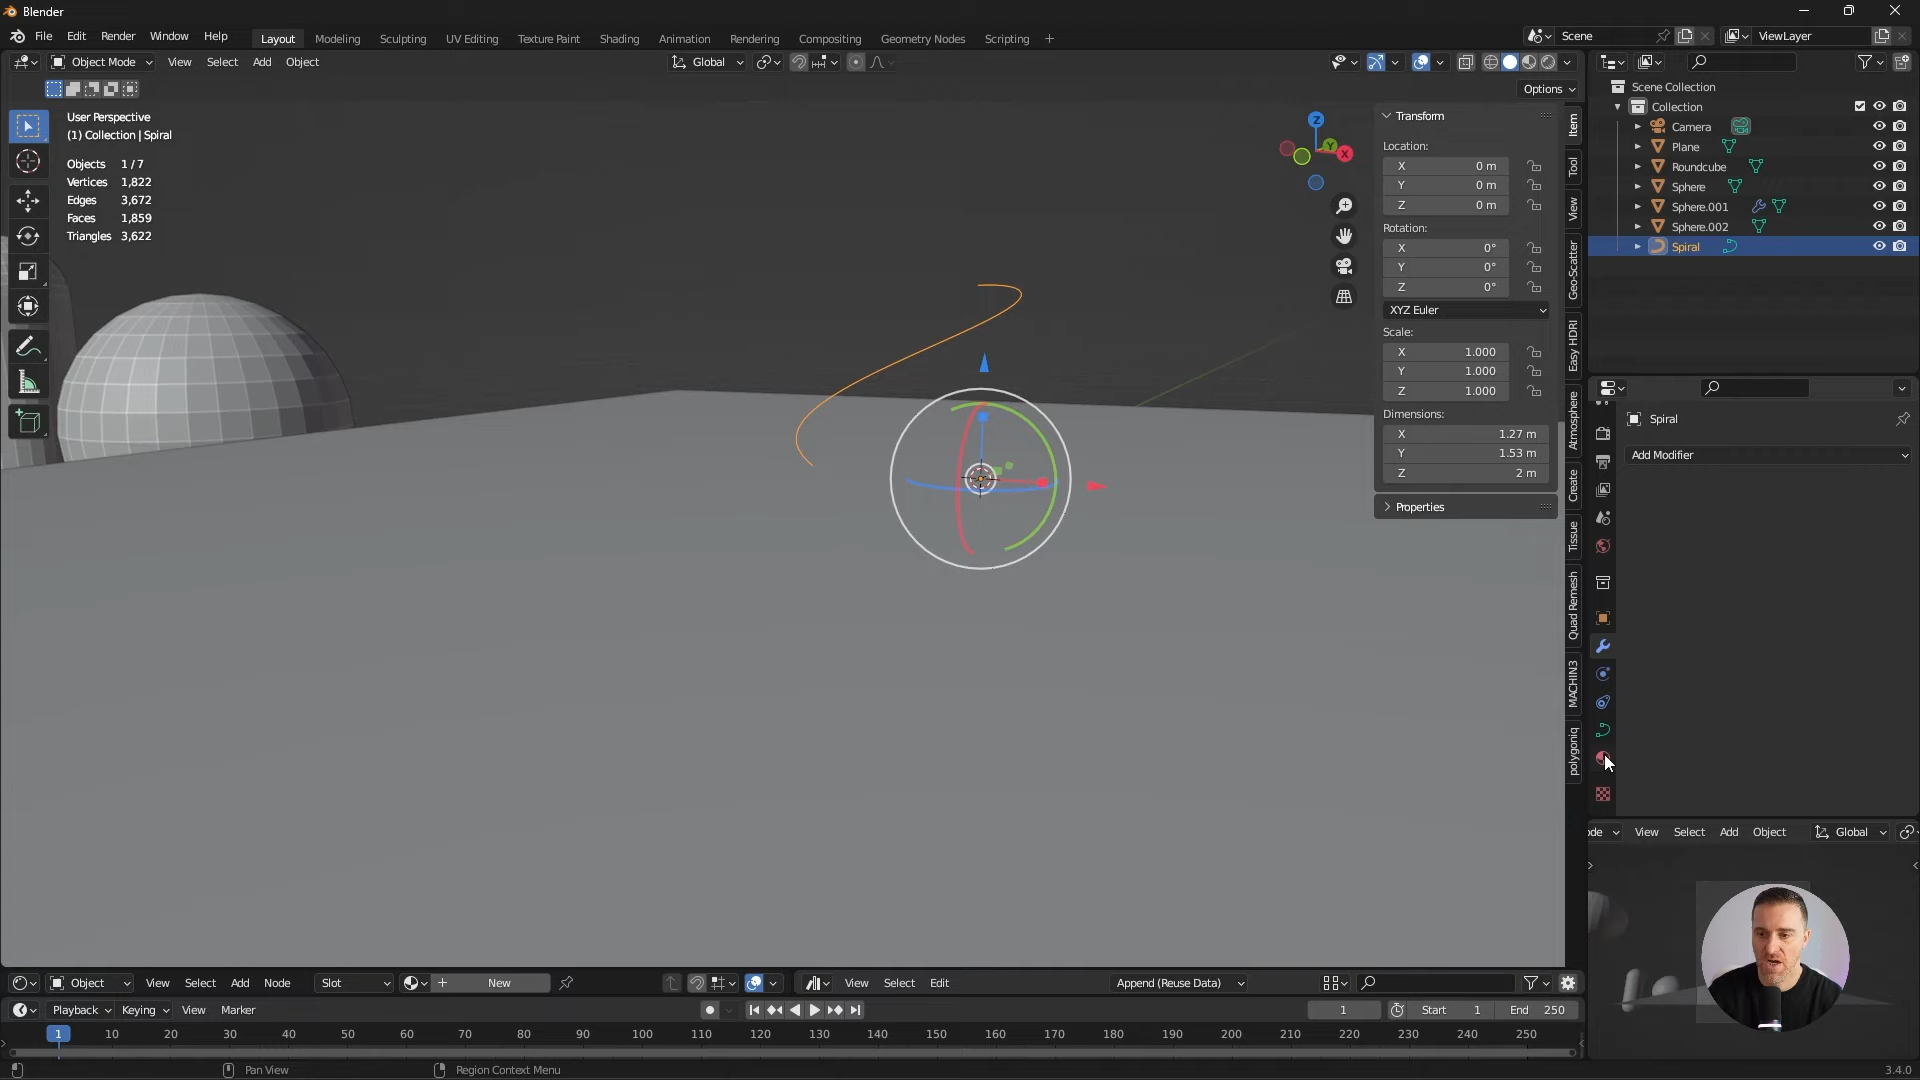 Blender
File Edit Render Window Help Layout Modeling Sculpting UV Editing Texture Paint Shading Animation Rendering Compositing Geometry Nodes Scripting Scene ViewLayer
Object Mode View Select Add Object Global
Options
User Perspective
(1) Collection | Spiral
Objects 1/7
Vertices 1,822
Edges 3,672
Faces 1,859
Triangles 3,622
Z
Y
X
Transform
Location:
X 0 m
Y 0 m
Z 0 m
Rotation:
X 0°
Y 0°
Z 0°
XYZ Euler
Scale:
X 1.000
Y 1.000
Z 1.000
Dimensions:
X 1.27 m
Y 1.53 m
Z 2 m
Properties
Item
Tool
View
Geo-Scatter
Easy HDRI
Atmosphere
Create
Tissue
Quad Remesh
MACHIN3
polygoniq
Scene Collection
Collection
Camera
Plane
Roundcube
Sphere
Sphere.001
Sphere.002
Spiral
Spiral
Add Modifier
ode View Select Add Object Global
Object View Select Add Node Slot New View Select Edit Append (Reuse Data)
Playback Keying View Marker 1 Start 1 End 250
1 10 20 30 40 50 60 70 80 90 100 110 120 130 140 150 160 170 180 190 200 210 220 230 240 250
Pan View Region Context Menu 3.4.0